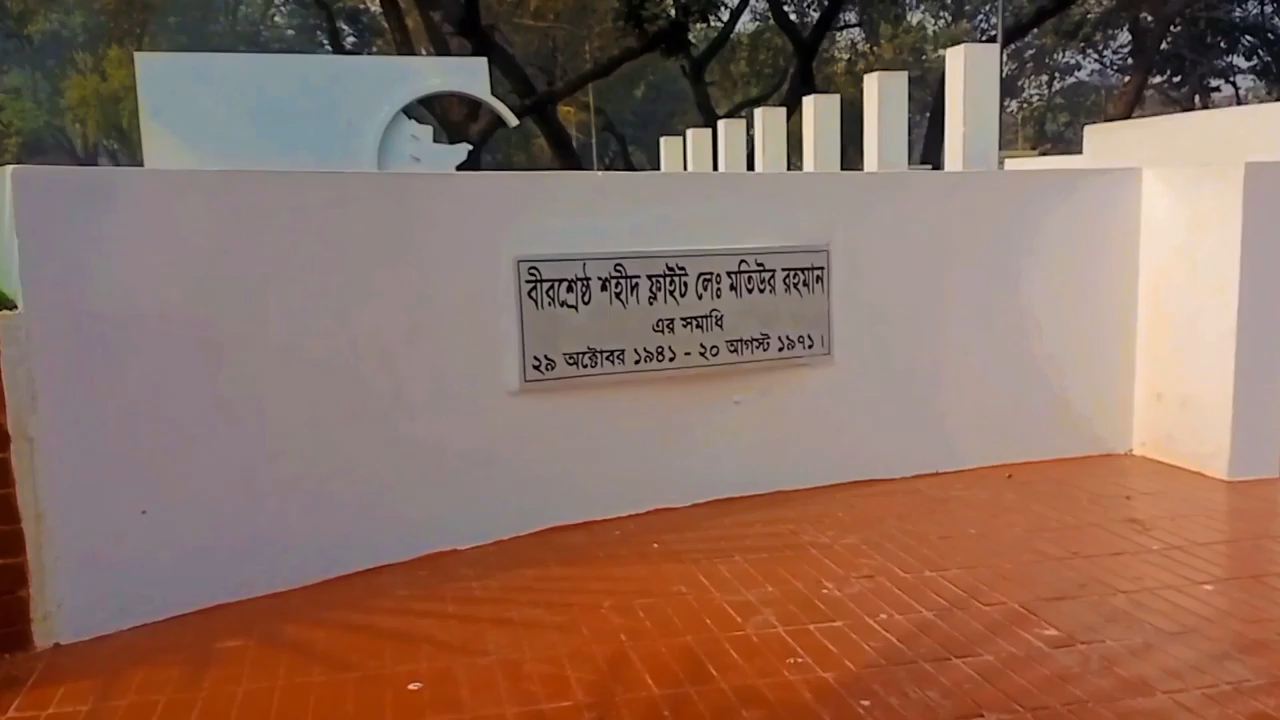 বীরশ্রেষ্ঠ শহীদ ফ্লাইট লেঃ মতিউর রহমান
এর সমাধি
২৯ অক্টোবর ১৯৪১ - ২০ আগস্ট ১৯৭১।